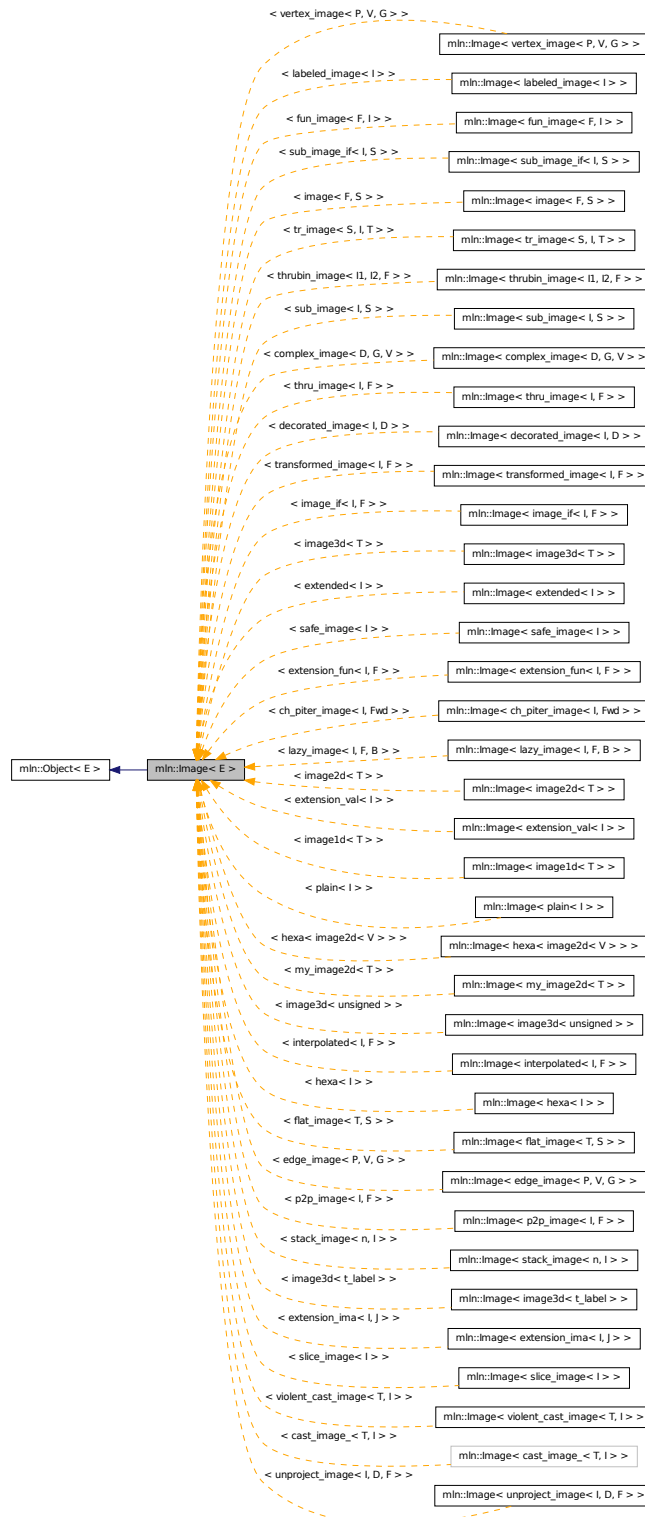 < vertex_image< P, V, G > >
mln::Image< vertex_image< P, V, G > >
< labeled_image< I > >
mln::Image< labeled_image< I > >
< fun_image< F, I > >
mln::Image< fun_image< F, I > >
< sub_image_if< I, S > >
mln::Image< sub_image_if< I, S > >
< image< F, S > >
mln::Image< image< F, S > >
< tr_image< S, I, T > >
mln::Image< tr_image< S, I, T > >
< thrubin_image< I1, I2, F > >
mln::Image< thrubin_image< I1, I2, F > >
< sub_image< I, S > >
mln::Image< sub_image< I, S > >
< complex_image< D, G, V > >
mln::Image< complex_image< D, G, V > >
< thru_image< I, F > >
mln::Image< thru_image< I, F > >
< decorated_image< I, D > >
mln::Image< decorated_image< I, D > >
< transformed_image< I, F > >
mln::Image< transformed_image< I, F > >
< image_if< I, F > >
mln::Image< image_if< I, F > >
< image3d< T > >
mln::Image< image3d< T > >
< extended< I > >
mln::Image< extended< I > >
< safe_image< I > >
mln::Image< safe_image< I > >
< extension_fun< I, F > >
mln::Image< extension_fun< I, F > >
< ch_piter_image< I, Fwd > >
mln::Image< ch_piter_image< I, Fwd > >
< lazy_image< I, F, B > >
mln::Image< lazy_image< I, F, B > >
mln::Object< E >
mln::Image< E >
< image2d< T > >
mln::Image< image2d< T > >
< extension_val< I > >
mln::Image< extension_val< I > >
< image1d< T > >
mln::Image< image1d< T > >
< plain< I > >
mln::Image< plain< I > >
< hexa< image2d< V > > >
mln::Image< hexa< image2d< V > > >
< my_image2d< T > >
mln::Image< my_image2d< T > >
< image3d< unsigned > >
mln::Image< image3d< unsigned > >
< interpolated< I, F > >
mln::Image< interpolated< I, F > >
< hexa< I > >
mln::Image< hexa< I > >
< flat_image< T, S > >
mln::Image< flat_image< T, S > >
< edge_image< P, V, G > >
mln::Image< edge_image< P, V, G > >
< p2p_image< I, F > >
mln::Image< p2p_image< I, F > >
< stack_image< n, I > >
mln::Image< stack_image< n, I > >
< image3d< t_label > >
mln::Image< image3d< t_label > >
< extension_ima< I, J > >
mln::Image< extension_ima< I, J > >
< slice_image< I > >
mln::Image< slice_image< I > >
< violent_cast_image< T, I > >
mln::Image< violent_cast_image< T, I > >
< cast_image_< T, I > >
mln::Image< cast_image_< T, I > >
< unproject_image< I, D, F > >
mln::Image< unproject_image< I, D, F > >